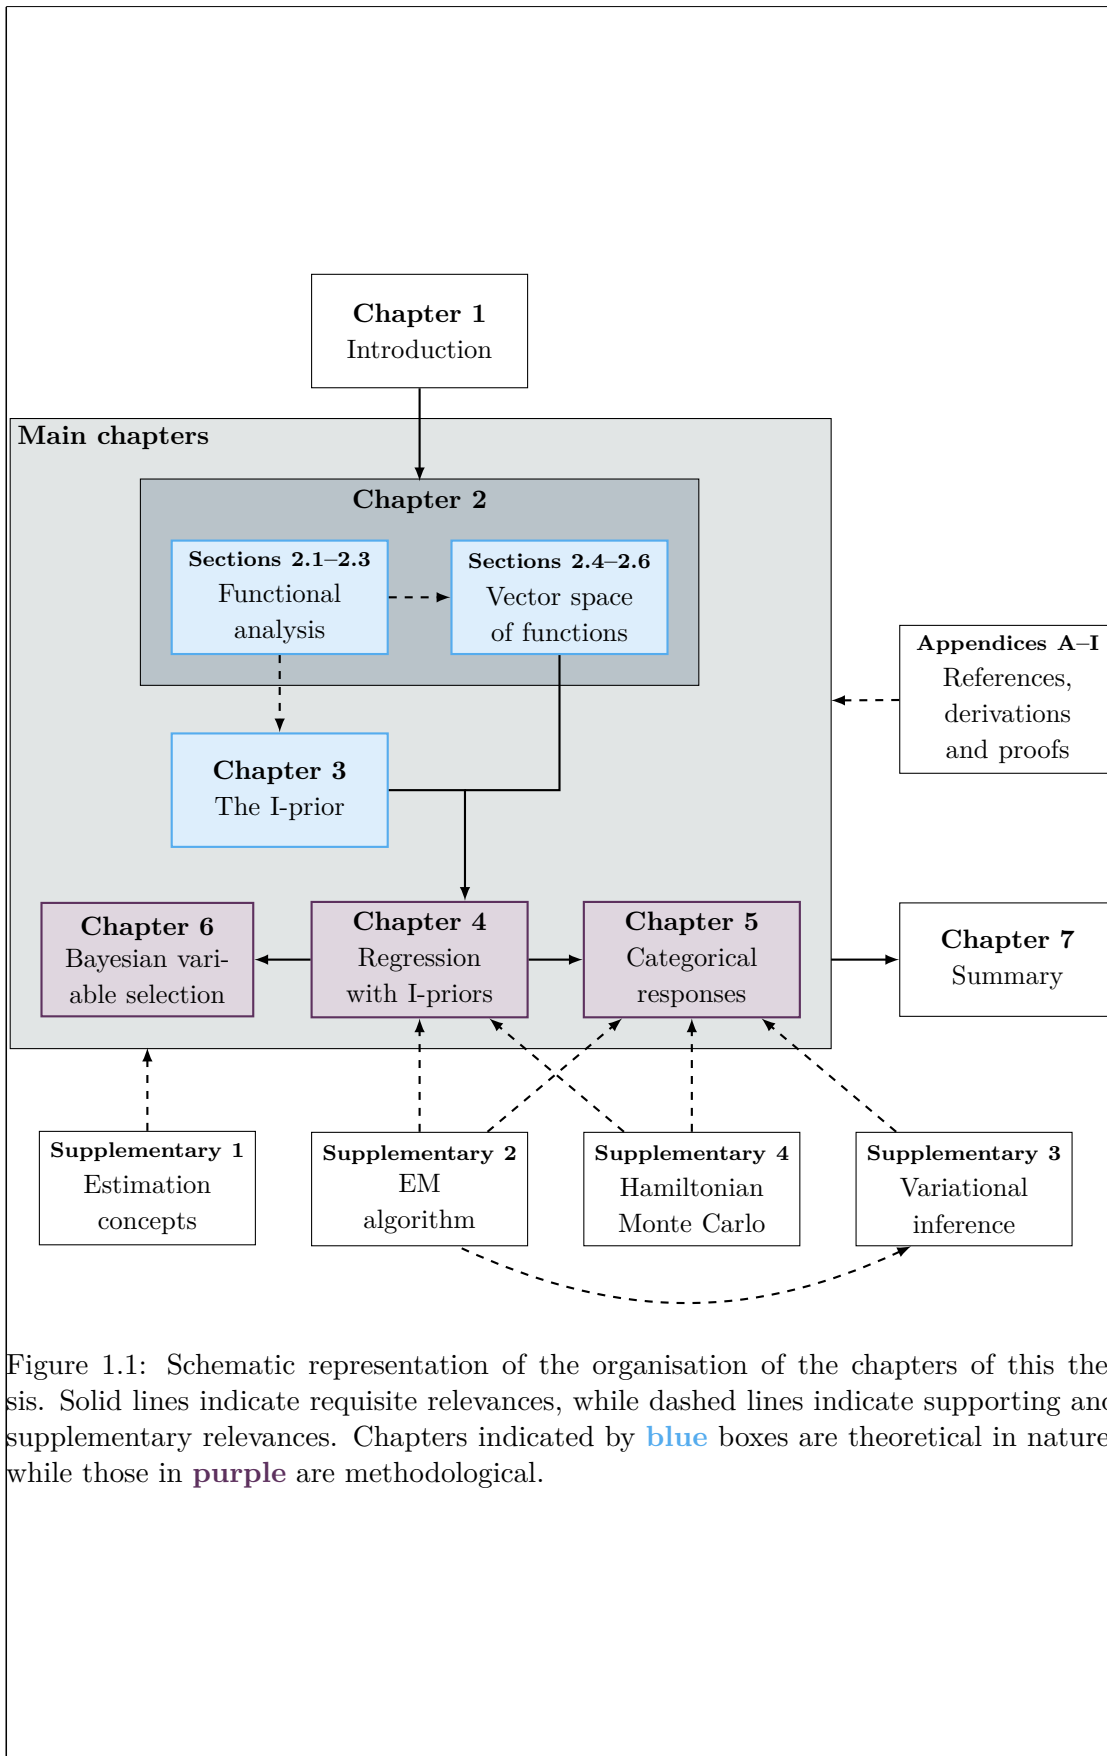 Chapter 1
Introduction
Main chapters
Chapter 2
Sections 2.1–2.3
Functional
analysis
Sections 2.4–2.6
Vector space
of functions
Appendices A–I
References,
derivations
and proofs
Chapter 3
The I-prior
Chapter 6
Bayesian vari-
able selection
Chapter 4
Regression
with I-priors
Chapter 5
Categorical
responses
Chapter 7
Summary
Supplementary 1
Estimation
concepts
Supplementary 2
EM
algorithm
Supplementary 4
Hamiltonian
Monte Carlo
Supplementary 3
Variational
inference
Figure 1.1: Schematic representation of the organisation of the chapters of this the-
sis. Solid lines indicate requisite relevances, while dashed lines indicate supporting and
supplementary relevances. Chapters indicated by blue boxes are theoretical in nature
while those in purple are methodological.